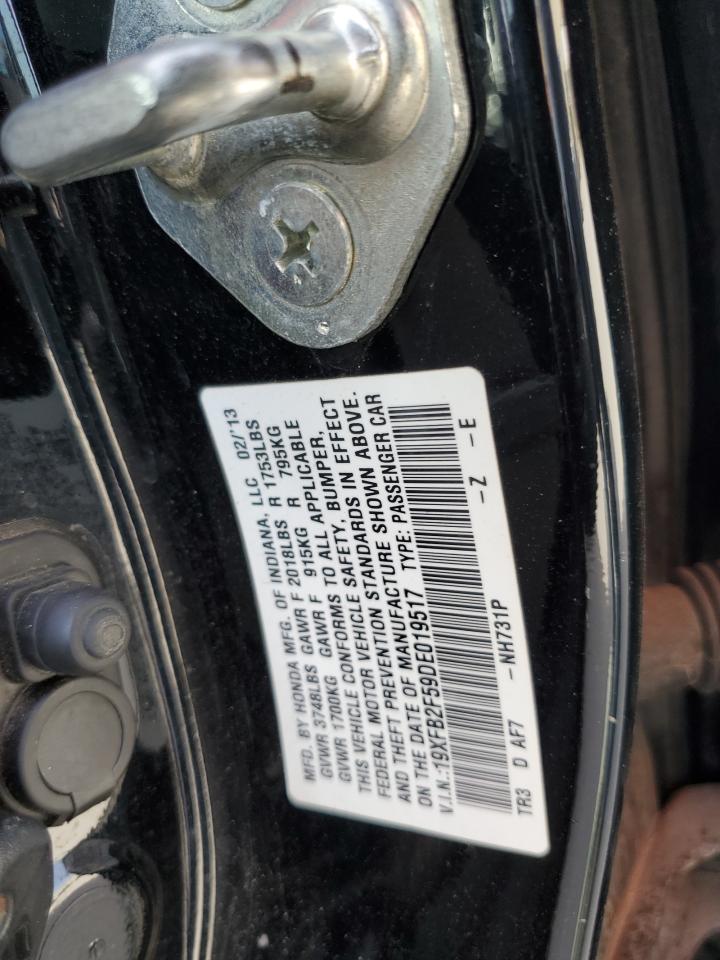 MFD. BY HONDA MFG. OF INDIANA, LLC 02/'13
GVWR 3748LBS GAWR F 2018LBS R 1753LBS
GVWR 1700KG GAWR F 915KG R 795KG
THIS VEHICLE CONFORMS TO ALL APPLICABLE
FEDERAL MOTOR VEHICLE SAFETY, BUMPER,
AND THEFT PREVENTION STANDARDS IN EFFECT
ON THE DATE OF MANUFACTURE SHOWN ABOVE.
V.I.N.:19XFB2F59DE019517 TYPE: PASSENGER CAR
TR3 D AF7 -NH731P -Z -E